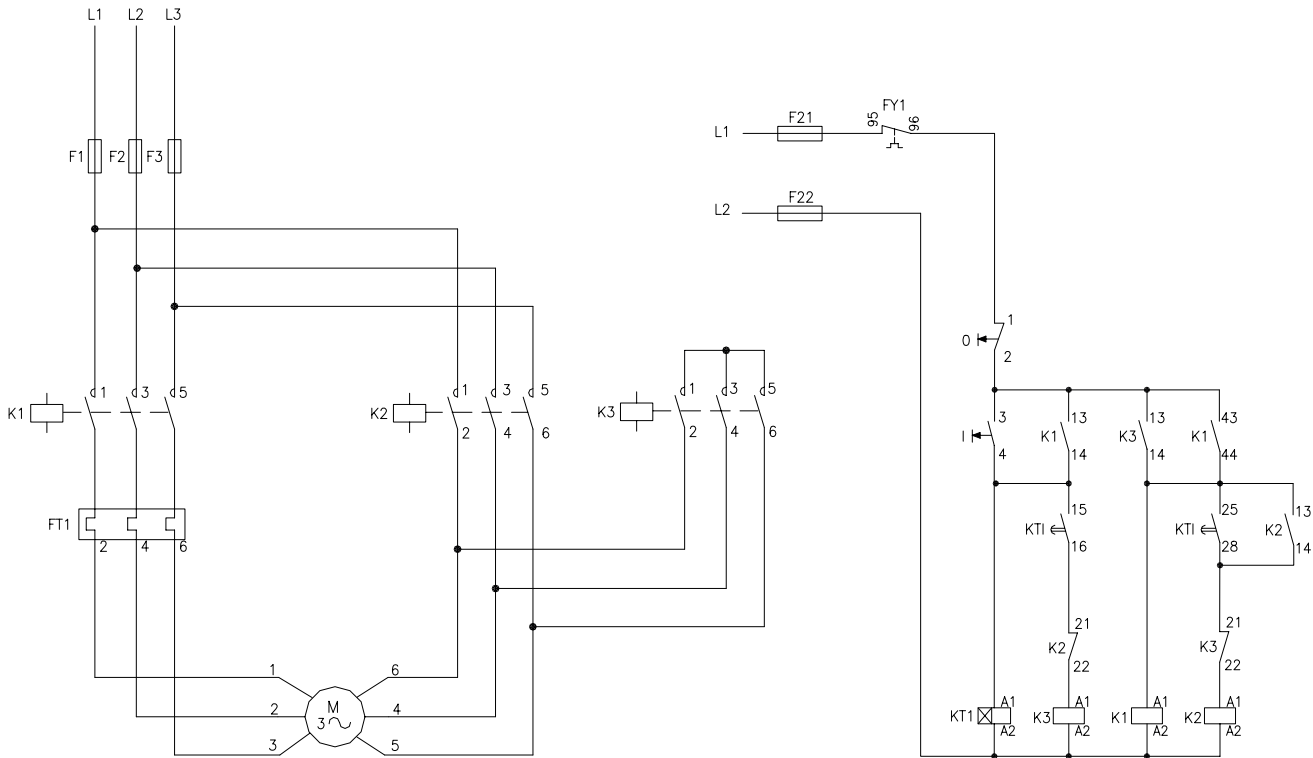 L1 L2 L3
F1 F2 F3
L1 F21 95 FY1 96
L2 F22
O 1
2
K1 1 3 5
K2 1 3 5
2 4 6
K3 1 3 5
2 4 6
I 3
4
K1 13
14
K3 13
14
K1 43
44
FT1
2 4 6
KTI 15
16
KTI 25
28
K2 13
14
K2 21
22
K3 21
22
1 6
2 M 4
3
3 5
KT1 A1
A2
K3 A1
A2
K1 A1
A2
K2 A1
A2